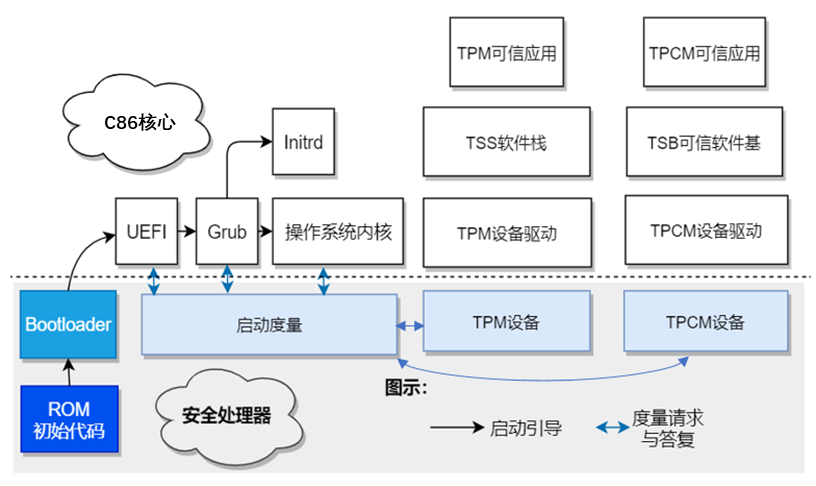 TPM可信应用
TPCM可信应用
C86核心
Initrd
TSS软件栈
TSB可信软件基
UEFI
Grub
操作系统内核
TPM设备驱动
TPCM设备驱动
Bootloader
启动度量
TPM设备
TPCM设备
ROM
初始代码
安全处理器
图示：
启动引导
度量请求
与答复